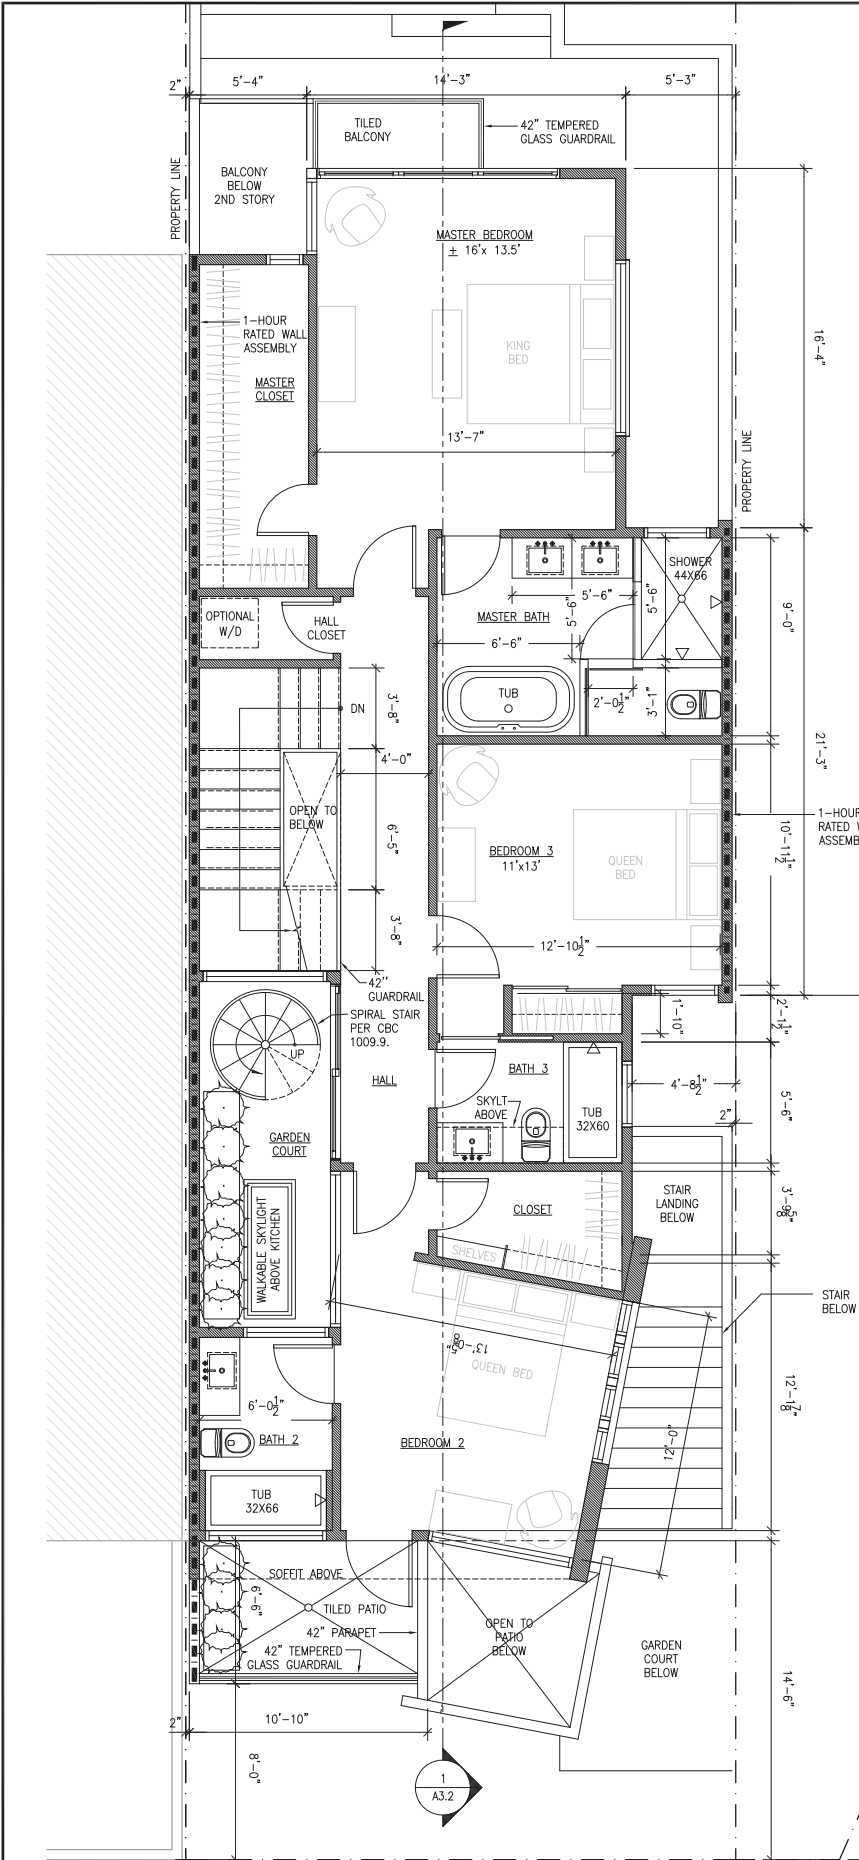 2"
5'-4"
14'-3"
5'-3"
TILED
BALCONY
42" TEMPERED
GLASS GUARDRAIL
BALCONY
BELOW
2ND STORY
PROPERTY LINE
MASTER BEDROOM
± 16'x 13.5'
1-HOUR
RATED WALL
ASSEMBLY
KING
BED
16'-4"
MASTER
CLOSET
13'-7"
PROPERTY LINE
SHOWER
44X66
5'-6"
5'-6"
5'-6"
9'-0"
OPTIONAL
W/D
HALL
CLOSET
MASTER BATH
6'-6"
TUB
2'-0½"
3'-1"
DN
3'-8"
21'-3"
4'-0"
OPEN TO
BELOW
6'-5"
BEDROOM 3
11'x13'
QUEEN
BED
10'-11½"
1-HOUR
RATED W
ASSEMB
3'-8"
12'-10½"
42"
GUARDRAIL
SPIRAL STAIR
PER CBC
1009.9.
UP
1'-10"
2'-1½"
HALL
BATH 3
SKYLT
ABOVE
TUB
32X60
4'-8½"
5'-6"
2"
GARDEN
COURT
WALKABLE SKYLIGHT
ABOVE KITCHEN
CLOSET
SHELVES
STAIR
LANDING
BELOW
3'-9⅝"
STAIR
BELOW
13'-0⅝"
QUEEN BED
6'-0½"
BATH 2
BEDROOM 2
12'-0"
12'-1⅞"
TUB
32X66
SOFFIT ABOVE
6'-6"
TILED PATIO
42" PARAPET
42" TEMPERED
GLASS GUARDRAIL
OPEN TO
PATIO
BELOW
GARDEN
COURT
BELOW
14'-6"
2"
10'-10"
8'-0"
1
A3.2